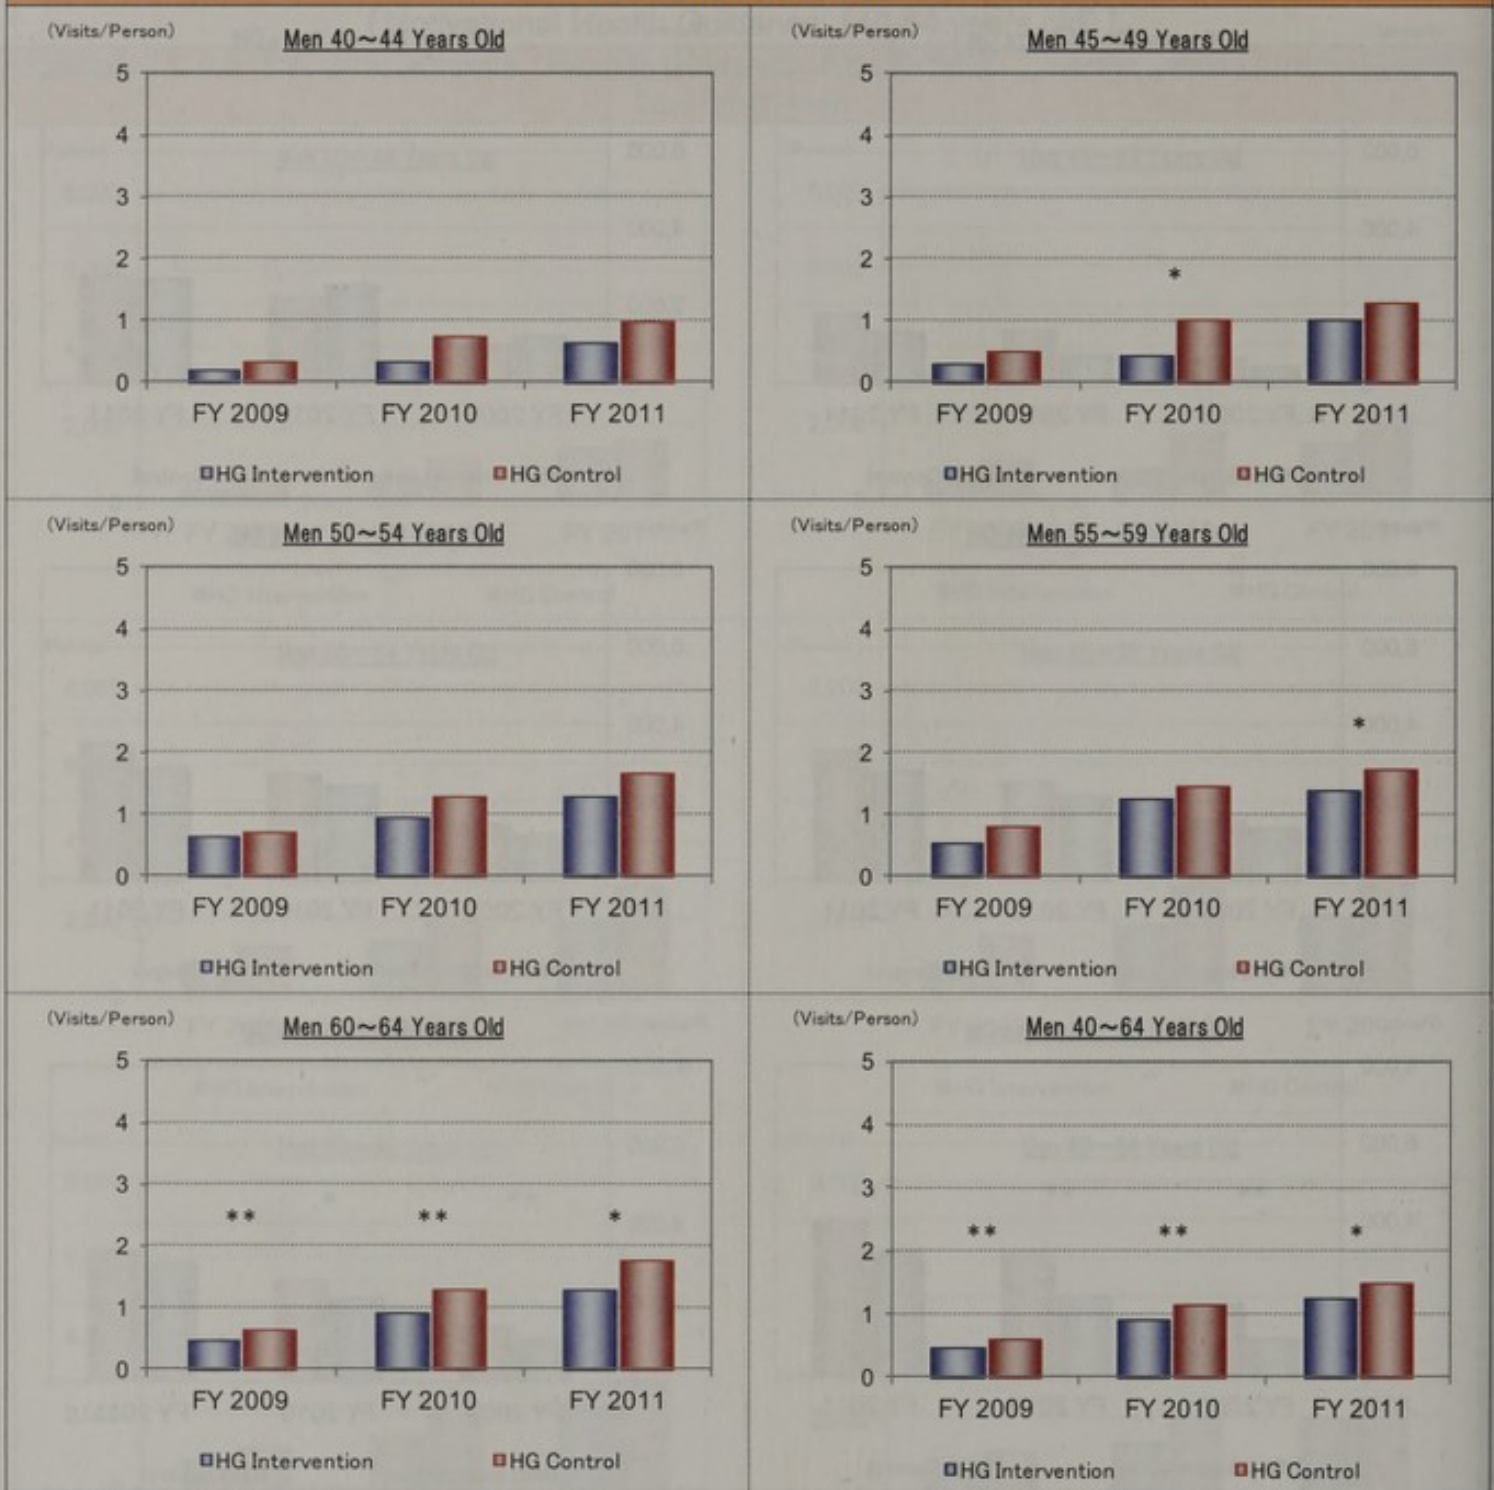 (Visits/Person)
Men 40～44 Years Old
5
4
3
2
1
0
FY 2009 FY 2010 FY 2011
HG Intervention HG Control
(Visits/Person)
Men 45～49 Years Old
5
4
3
2
*
1
0
FY 2009 FY 2010 FY 2011
HG Intervention HG Control
(Visits/Person)
Men 50～54 Years Old
5
4
3
2
1
0
FY 2009 FY 2010 FY 2011
HG Intervention HG Control
(Visits/Person)
Men 55～59 Years Old
5
4
3
*
2
1
0
FY 2009 FY 2010 FY 2011
HG Intervention HG Control
(Visits/Person)
Men 60～64 Years Old
5
4
3
** ** *
2
1
0
FY 2009 FY 2010 FY 2011
HG Intervention HG Control
(Visits/Person)
Men 40～64 Years Old
5
4
3
** ** *
2
1
0
FY 2009 FY 2010 FY 2011
HG Intervention HG Control